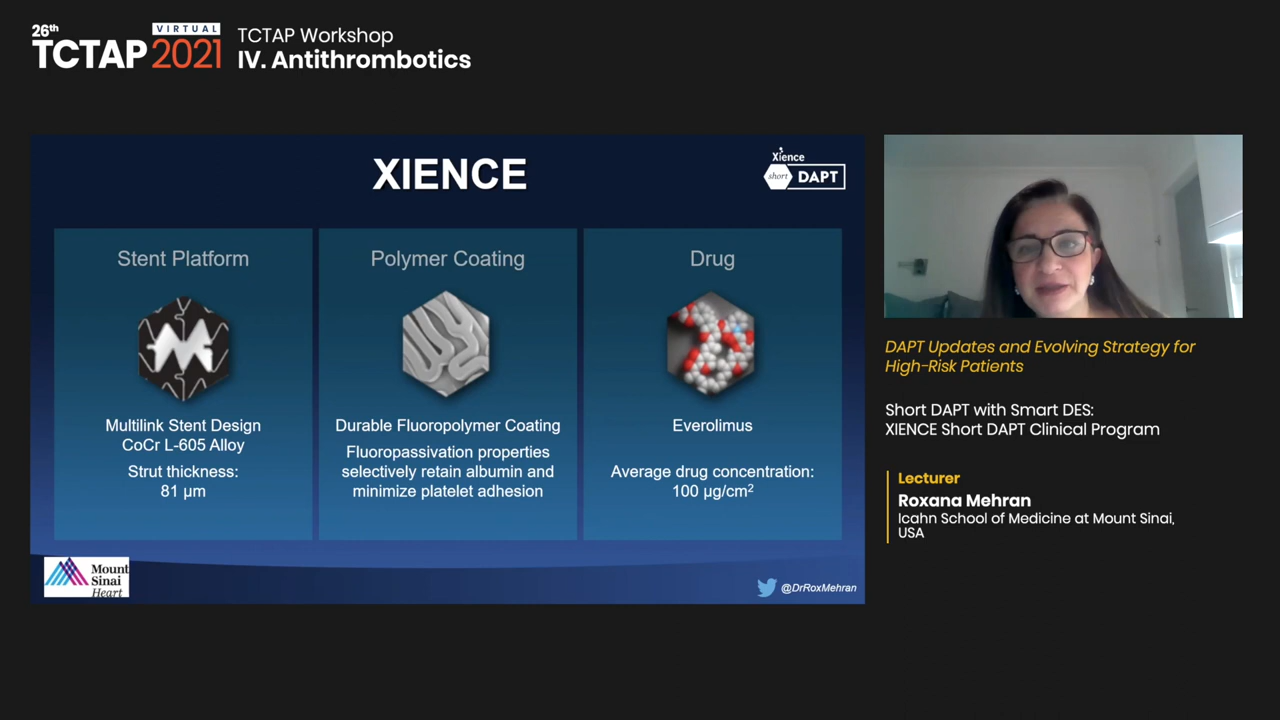 26th
VIRTUAL
TCTAP 2021
TCTAP Workshop
IV. Antithrombotics
XIENCE
Xience
short DAPT
Stent Platform
Multilink Stent Design
CoCr L-605 Alloy
Strut thickness:
81 µm
Polymer Coating
Durable Fluoropolymer Coating
Fluoropassivation properties
selectively retain albumin and
minimize platelet adhesion
Drug
Everolimus
Average drug concentration:
100 µg/cm²
Mount
Sinai
Heart
@DrRoxMehran
DAPT Updates and Evolving Strategy for
High-Risk Patients
Short DAPT with Smart DES:
XIENCE Short DAPT Clinical Program
Lecturer
Roxana Mehran
Icahn School of Medicine at Mount Sinai,
USA